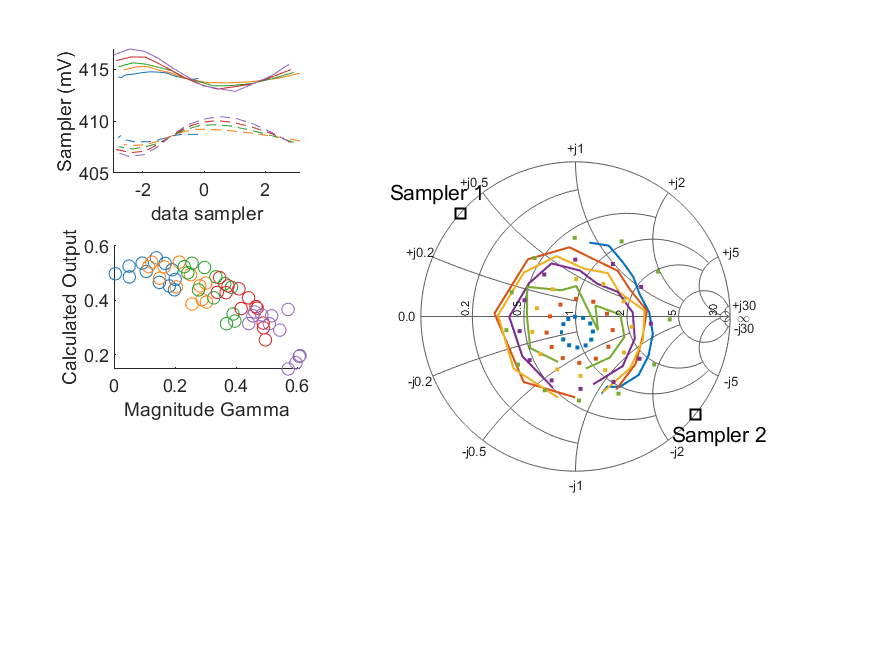 Sampler (mV)
415
410
405
-2
0
2
data sampler
Calculated Output
0.6
0.4
0.2
0
0.2
0.4
0.6
Magnitude Gamma
+j1
+j0.5
+j2
Sampler 1
+j0.2
+j5
0.0
0.2
0.5
1
2
5
30
+j30
∞
-j30
-j0.2
-j5
Sampler 2
-j0.5
-j2
-j1